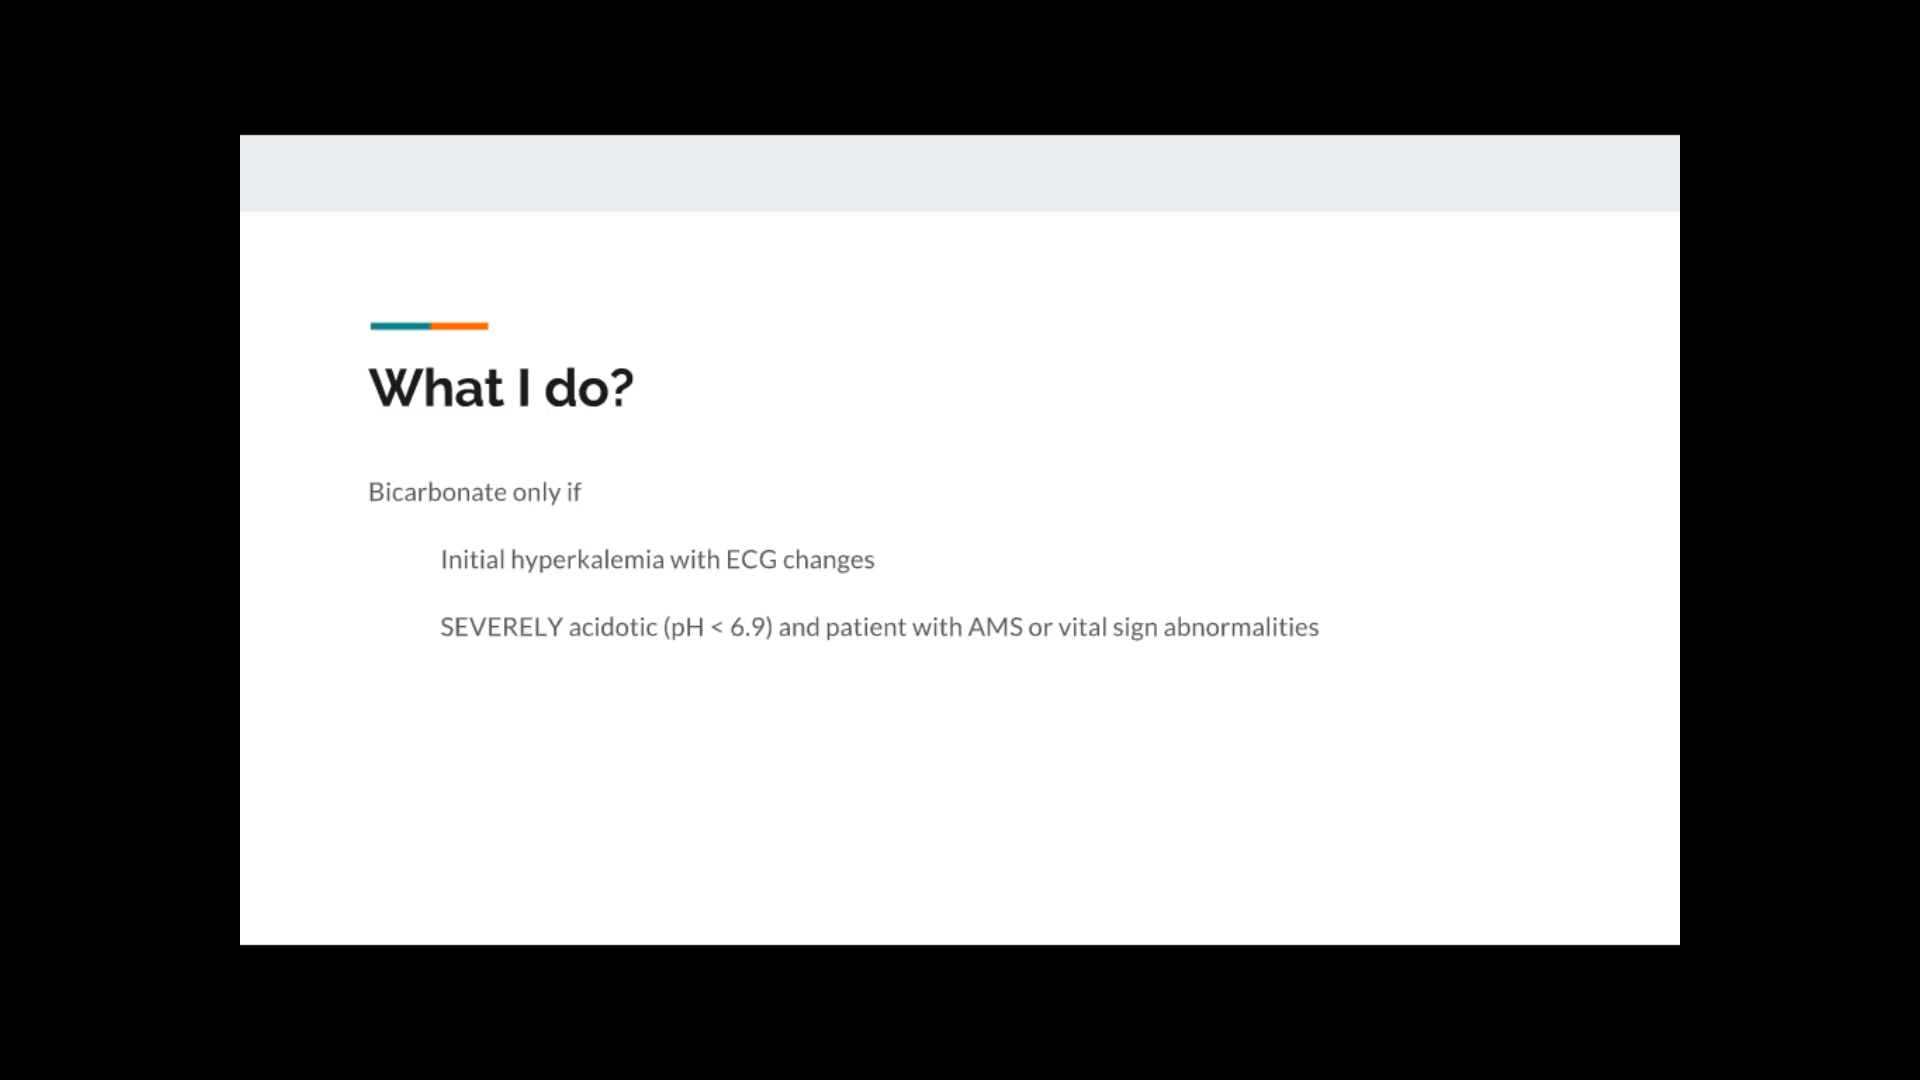 What I do?
Bicarbonate only if
Initial hyperkalemia with ECG changes
SEVERELY acidotic (pH < 6.9) and patient with AMS or vital sign abnormalities